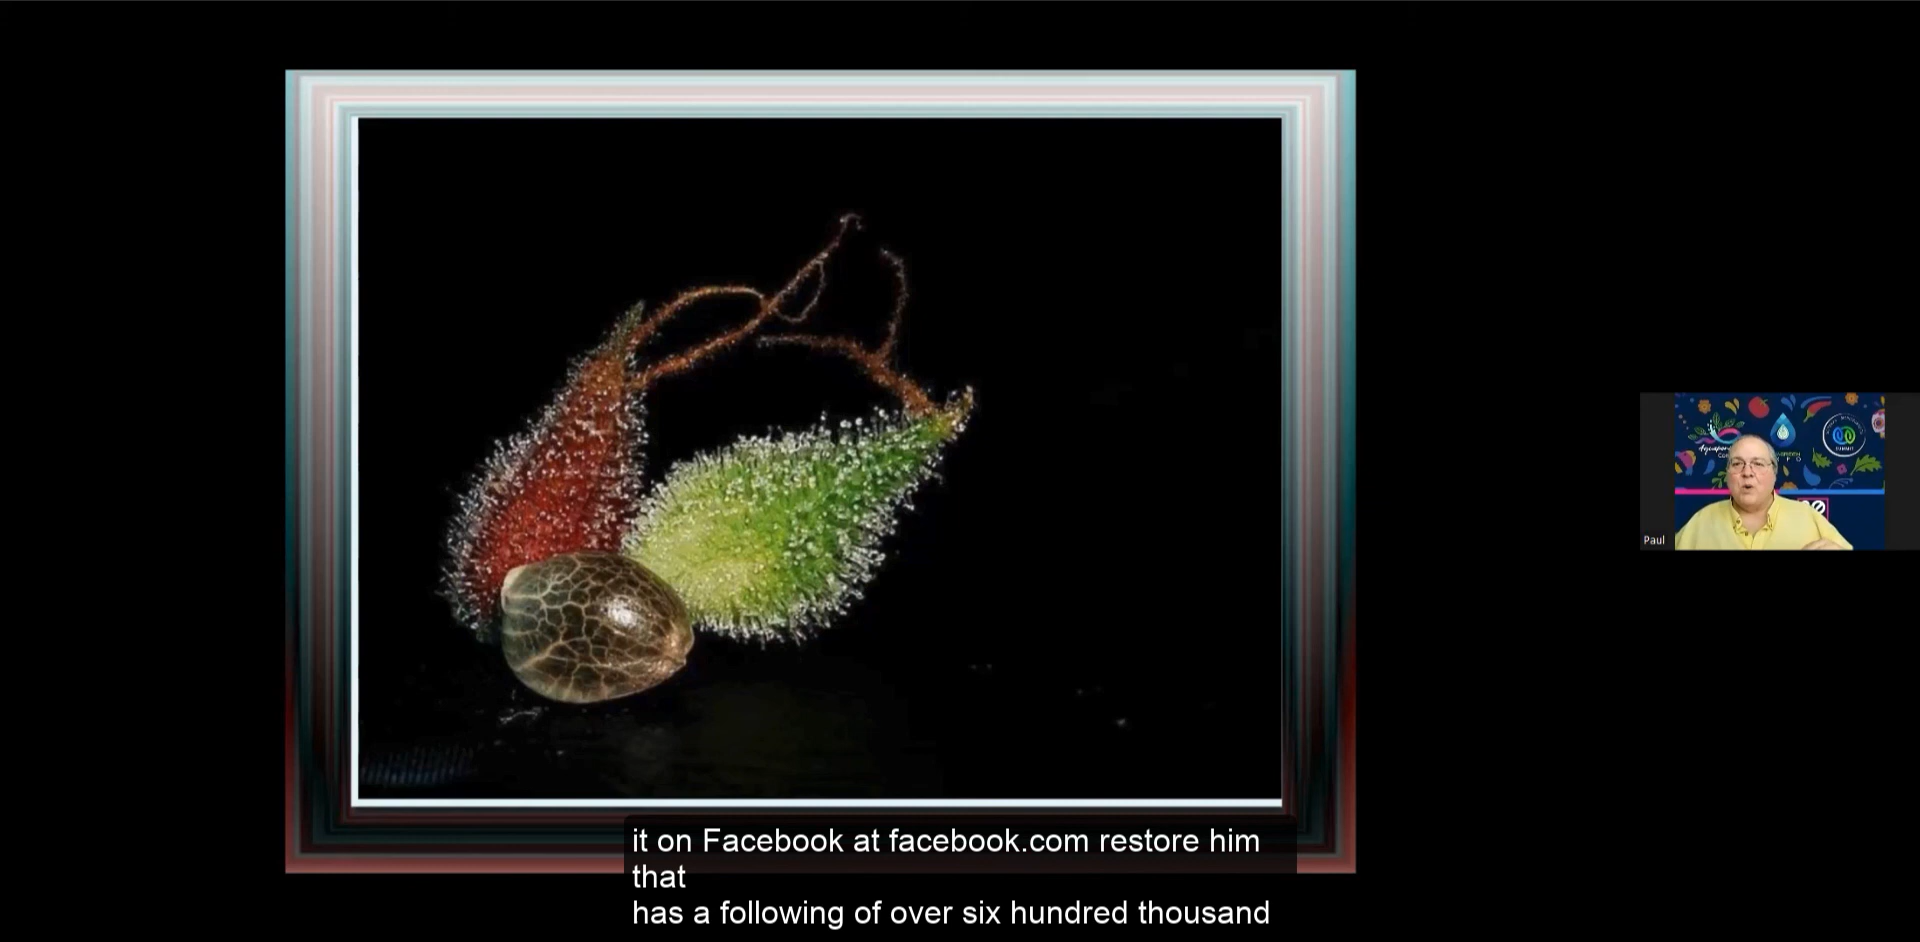 Paul
it on Facebook at facebook.com restore him
that
has a following of over six hundred thousand